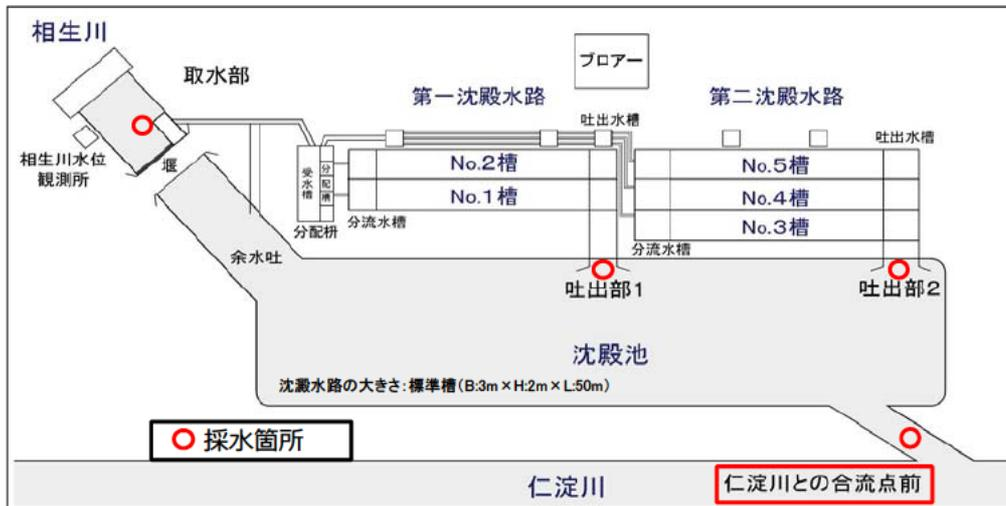 相生川
取水部
ブロアー
第一沈殿水路
第二沈殿水路
吐出水槽
吐出水槽
相生川水位
観測所
堰
受水槽
分配槽
No.2槽
No.1槽
No.5槽
No.4槽
No.3槽
分配枡
分流水槽
分流水槽
余水吐
吐出部1
吐出部2
沈殿池
沈澱水路の大きさ:標準槽(B:3m×H:2m×L:50m)
採水箇所
仁淀川
仁淀川との合流点前